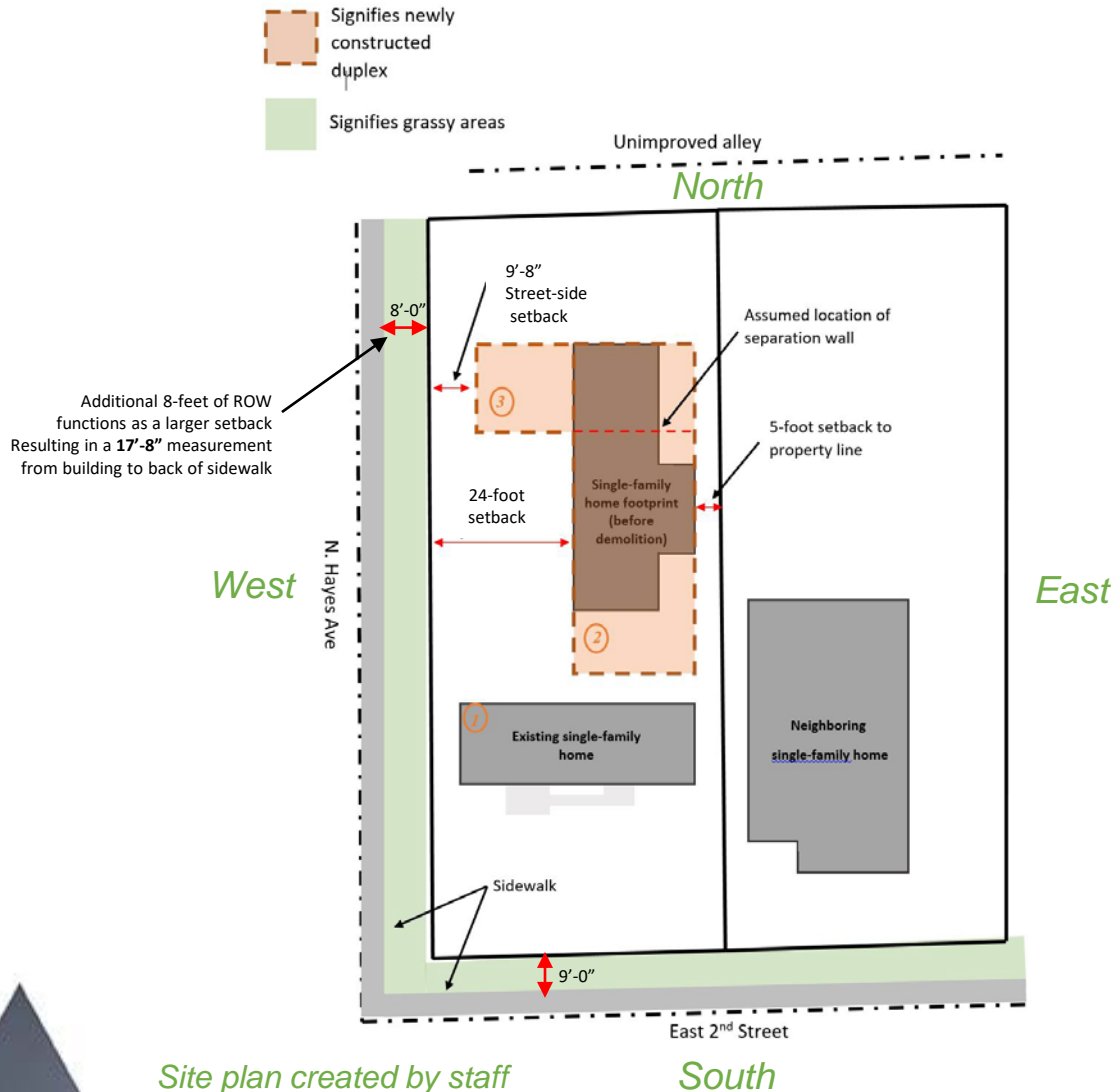 Signifies newly
constructed
duplex
Signifies grassy areas
Unimproved alley
North
9’-8”
Street-side
setback
8’-0”
Assumed location of
separation wall
3
Additional 8-feet of ROW
functions as a larger setback
Resulting in a 17’-8” measurement
from building to back of sidewalk
5-foot setback to
property line
24-foot
setback
Single-family
home footprint
(before
demolition)
N. Hayes Ave
West
East
2
1
Existing single-family
home
Neighboring
single-family home
Sidewalk
9’-0”
East 2nd Street
Site plan created by staff
South